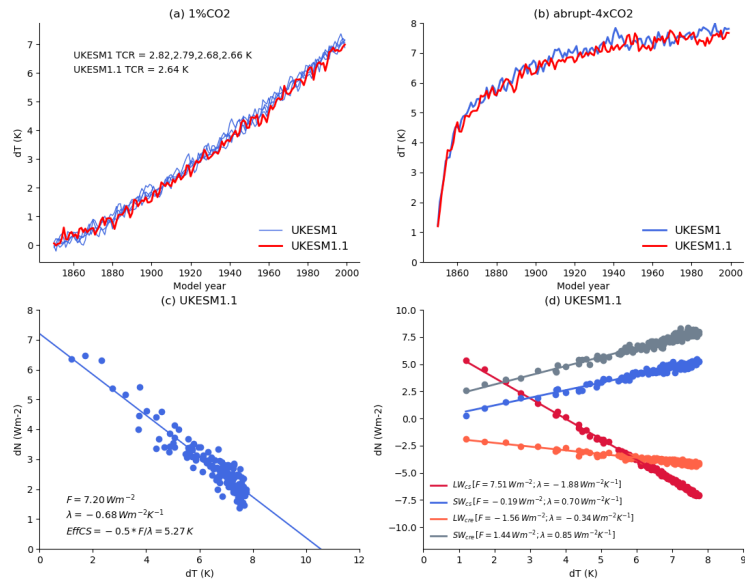 (a) 1%CO2
UKESM1 TCR = 2.82,2.79,2.68,2.66 K
UKESM1.1 TCR = 2.64 K
dT (K)
7
6
5
4
3
2
1
0
UKESM1
UKESM1.1
1860 1880 1900 1920 1940 1960 1980 2000
Model year
(b) abrupt-4xCO2
dT (K)
8
7
6
5
4
3
2
1
0
UKESM1
UKESM1.1
1860 1880 1900 1920 1940 1960 1980 2000
Model year
(c) UKESM1.1
dN (Wm-2)
8
7
6
5
4
3
2
1
0
F = 7.20 Wm⁻²
λ = −0.68 Wm⁻²K⁻¹
EffCS = −0.5 * F/λ = 5.27 K
0 2 4 6 8 10 12
dT (K)
(d) UKESM1.1
dN (Wm-2)
10.0
7.5
5.0
2.5
0.0
−2.5
−5.0
−7.5
−10.0
LWcs[F = 7.51 Wm⁻²; λ = −1.88 Wm⁻²K⁻¹]
SWcs[F = −0.19 Wm⁻²; λ = 0.70 Wm⁻²K⁻¹]
LWcre[F = −1.56 Wm⁻²; λ = −0.34 Wm⁻²K⁻¹]
SWcre[F = 1.44 Wm⁻²; λ = 0.85 Wm⁻²K⁻¹]
0 1 2 3 4 5 6 7 8 9
dT (K)